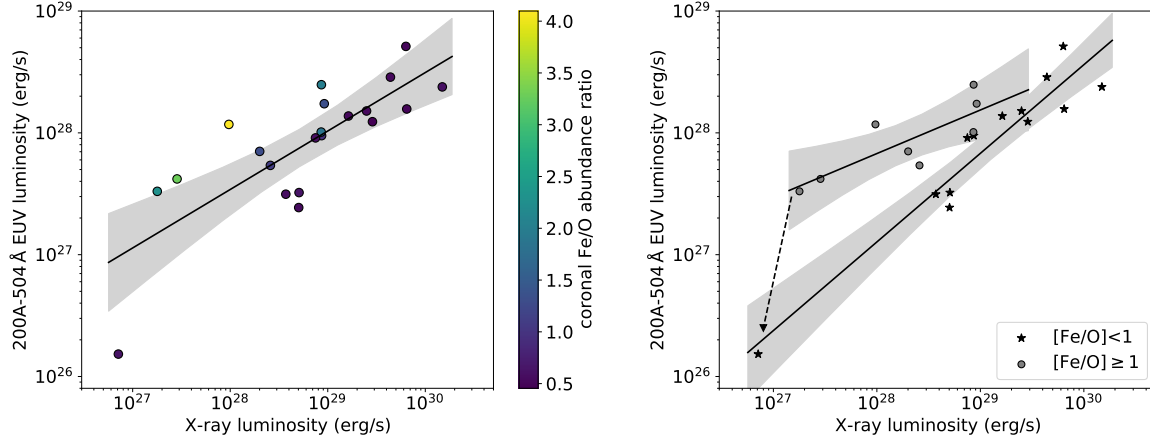 10^29
10^28
10^27
10^26
200A-504 Å EUV luminosity (erg/s)
10^27 10^28 10^29 10^30
X-ray luminosity (erg/s)
4.0
3.5
3.0
2.5
2.0
1.5
1.0
0.5
coronal Fe/O abundance ratio
10^29
10^28
10^27
10^26
200A-504 Å EUV luminosity (erg/s)
[Fe/O]<1
[Fe/O] ≥ 1
10^27 10^28 10^29 10^30
X-ray luminosity (erg/s)